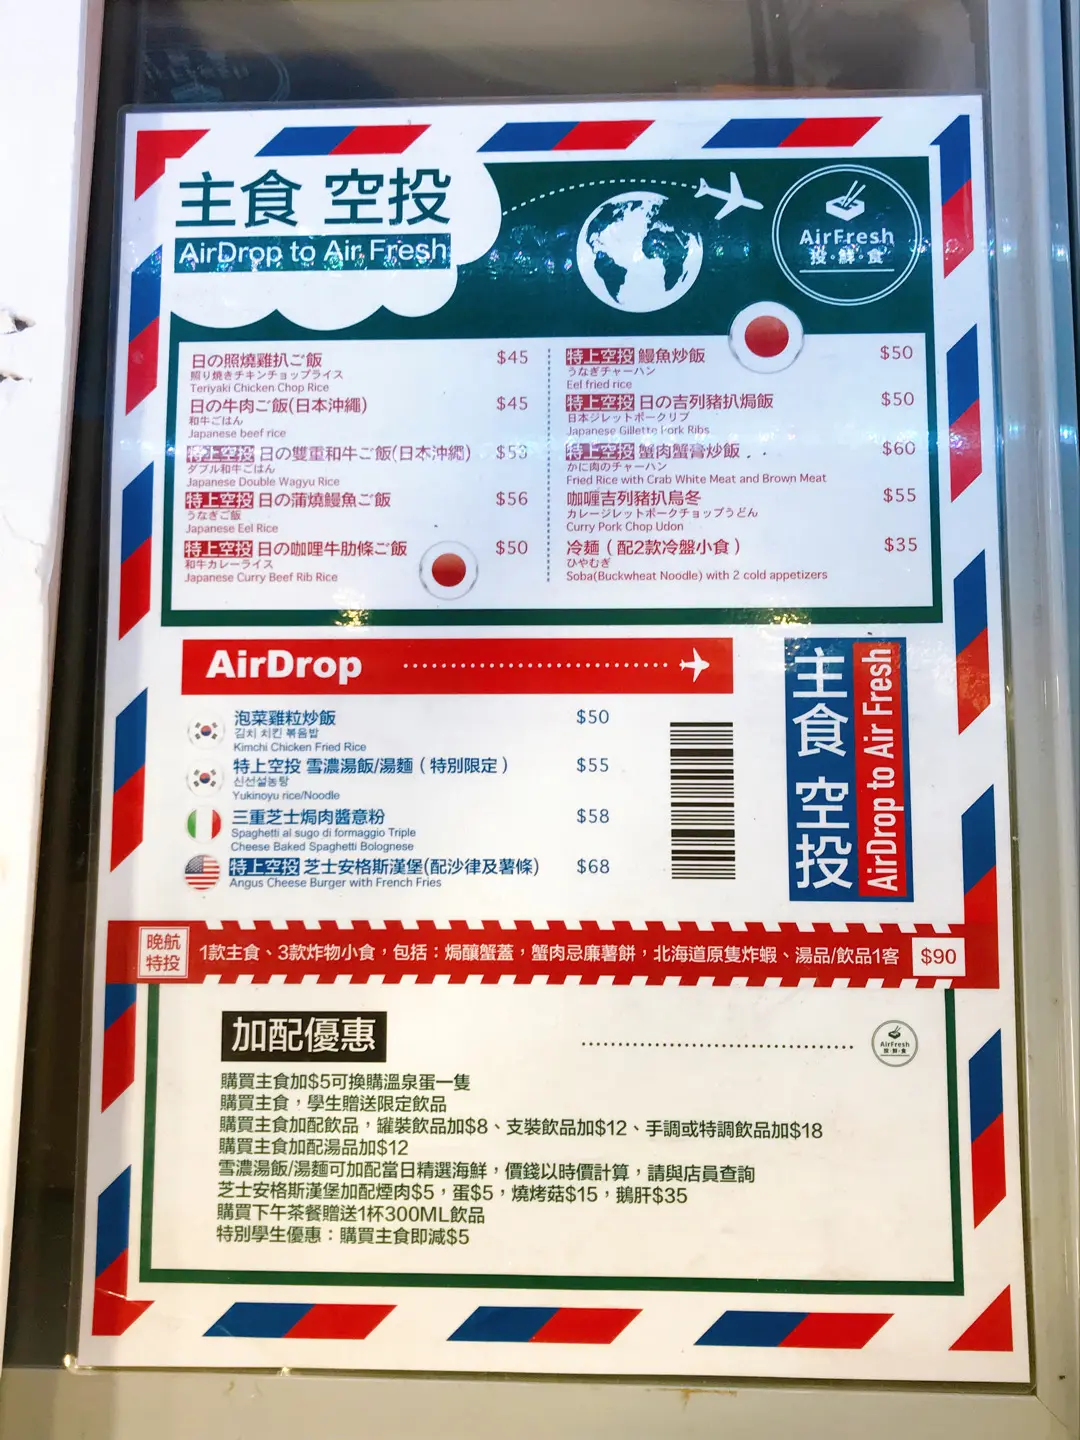 主食 空投
AirDrop to Air Fresh
AirFresh
投·鮮·食
日の照燒雞扒ご飯 $45
照り焼きチキンチョップライス
Teriyaki Chicken Chop Rice
日の牛肉ご飯(日本沖繩) $45
和牛ごはん
Japanese beef rice
特上空投 日の雙重和牛ご飯(日本沖繩) $53
ダブル和牛ごはん
Japanese Double Wagyu Rice
特上空投 日の蒲燒鰻魚ご飯 $56
うなぎご飯
Japanese Eel Rice
特上空投 日の咖哩牛肋條ご飯 $50
和牛カレーライス
Japanese Curry Beef Rib Rice
特上空投 鰻魚炒飯 $50
うなぎチャーハン
Eel fried rice
特上空投 日の吉列豬扒焗飯 $50
日本ジレットポークリブ
Japanese Gillette Pork Ribs
特上空投 蟹肉蟹膏炒飯 $60
かに肉のチャーハン
Fried Rice with Crab White Meat and Brown Meat
咖喱吉列豬扒烏冬 $55
カレージレットポークチョップうどん
Curry Pork Chop Udon
冷麵（配2款冷盤小食） $35
ひやむぎ
Soba(Buckwheat Noodle) with 2 cold appetizers
AirDrop
泡菜雞粒炒飯 $50
김치 치킨 볶음밥
Kimchi Chicken Fried Rice
特上空投 雪濃湯飯/湯麵（特別限定） $55
신선설농탕
Yukinoyu rice/Noodle
三重芝士焗肉醬意粉 $58
Spaghetti al sugo di formaggio Triple
Cheese Baked Spaghetti Bolognese
特上空投 芝士安格斯漢堡(配沙律及薯條) $68
Angus Cheese Burger with French Fries
主食 空投
AirDrop to Air Fresh
晚航
特投
1款主食、3款炸物小食，包括：焗釀蟹蓋，蟹肉忌廉薯餅，北海道原隻炸蝦、湯品/飲品1客 $90
加配優惠
AirFresh
投·鮮·食
購買主食加$5可換購溫泉蛋一隻
購買主食，學生贈送限定飲品
購買主食加配飲品，罐裝飲品加$8、支裝飲品加$12、手調或特調飲品加$18
購買主食加配湯品加$12
雪濃湯飯/湯麵可加配當日精選海鮮，價錢以時價計算，請與店員查詢
芝士安格斯漢堡加配煙肉$5，蛋$5，燒烤菇$15，鵝肝$35
購買下午茶餐贈送1杯300ML飲品
特別學生優惠：購買主食即減$5